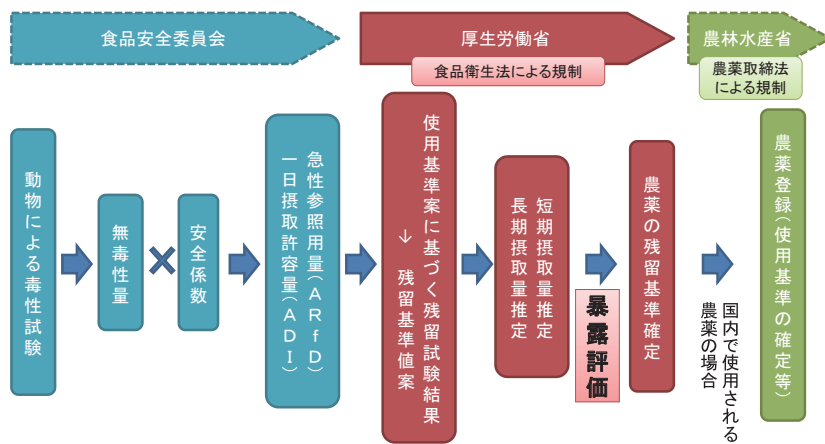 食品安全委員会
厚生労働省
農林水産省
食品衛生法による規制
農薬取締法
による規制
動物による毒性試験
無毒性量
安全係数
急性参照用量(ARfD)
一日摂取許容量(ADI)
使用基準案に基づく残留試験結果
→ 残留基準値案
短期摂取量推定
長期摂取量推定
暴露評価
農薬の残留基準確定
国内で使用される
農薬の場合
農薬登録(使用基準の確定等)